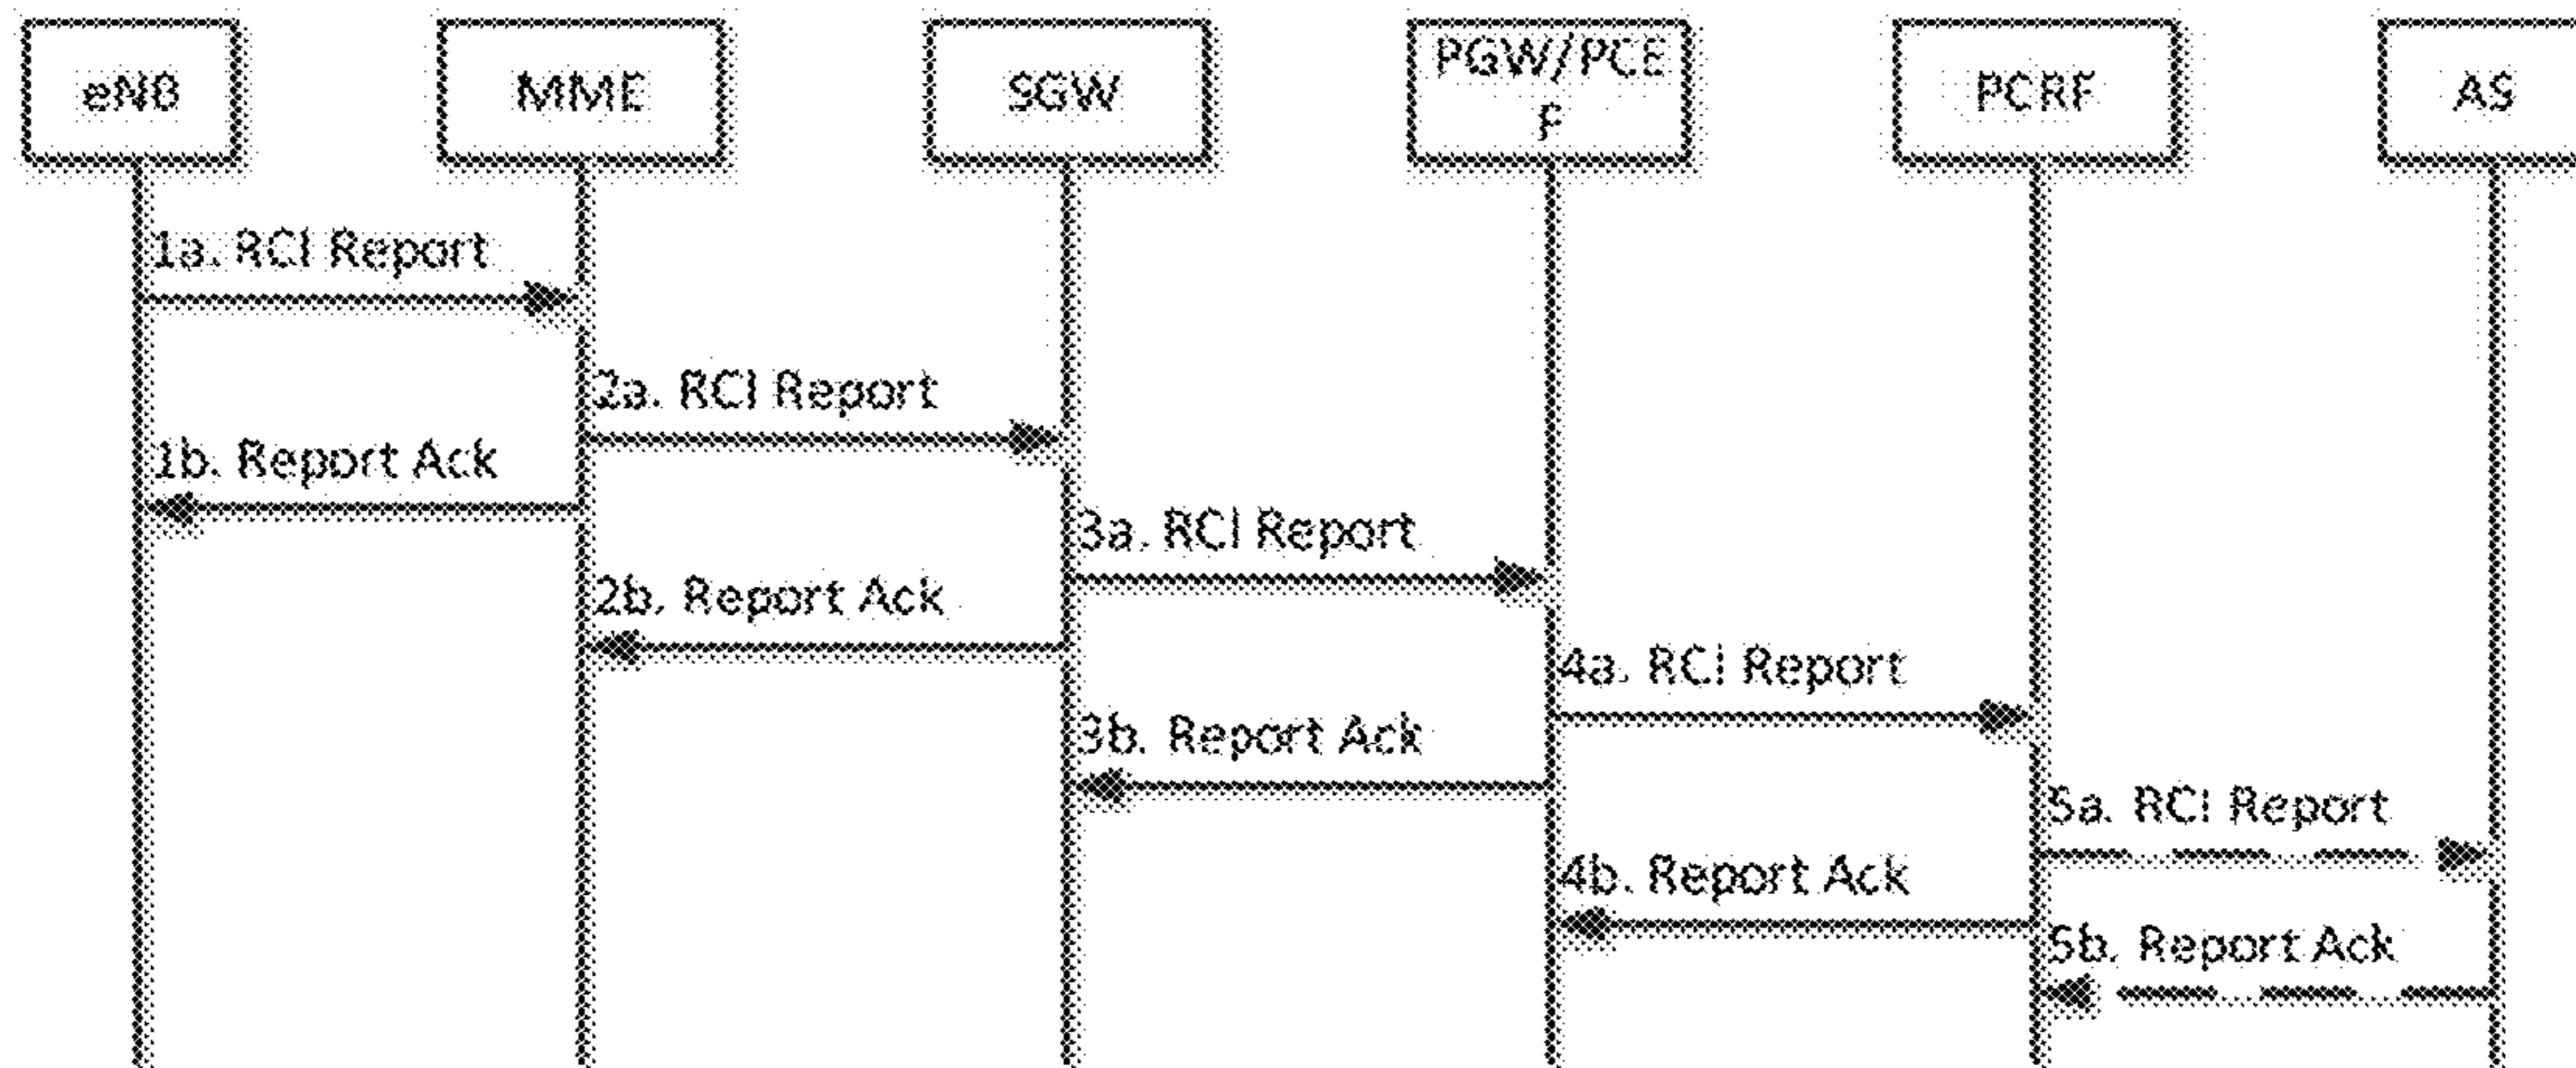 eNB
MME
SGW
PGW/PCE
F
PCRF
AS
1a. RCI Report
2a. RCI Report
1b. Report Ack
3a. RCI Report
2b. Report Ack
4a. RCI Report
3b. Report Ack
5a. RCI Report
4b. Report Ack
5b. Report Ack